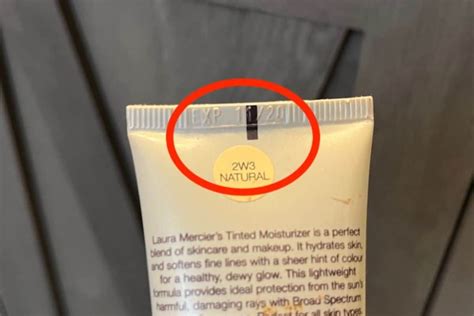 EXP 11/20
2W3
NATURAL
Laura Mercier's Tinted Moisturizer is a perfect
blend of skincare and makeup. It hydrates skin,
and softens fine lines with a sheer hint of colour
for a healthy, dewy glow. This lightweight
formula provides ideal protection from the sun's
harmful, damaging rays with Broad Spectrum
for all skin types